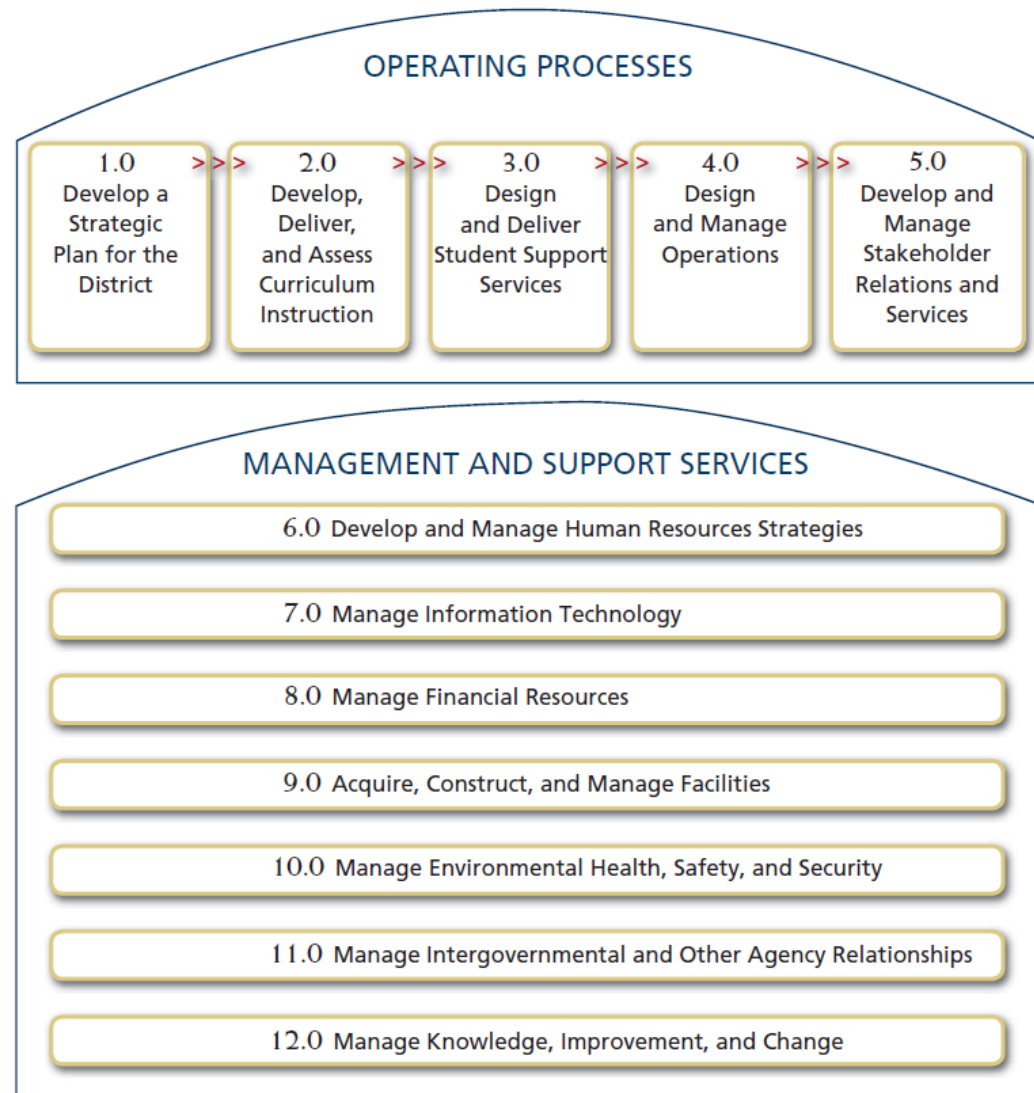 OPERATING PROCESSES
1.0
Develop a
Strategic
Plan for the
District
>>>
2.0
Develop,
Deliver,
and Assess
Curriculum
Instruction
>>>
3.0
Design
and Deliver
Student Support
Services
>>>
4.0
Design
and Manage
Operations
>>>
5.0
Develop and
Manage
Stakeholder
Relations and
Services
MANAGEMENT AND SUPPORT SERVICES
6.0 Develop and Manage Human Resources Strategies
7.0 Manage Information Technology
8.0 Manage Financial Resources
9.0 Acquire, Construct, and Manage Facilities
10.0 Manage Environmental Health, Safety, and Security
11.0 Manage Intergovernmental and Other Agency Relationships
12.0 Manage Knowledge, Improvement, and Change